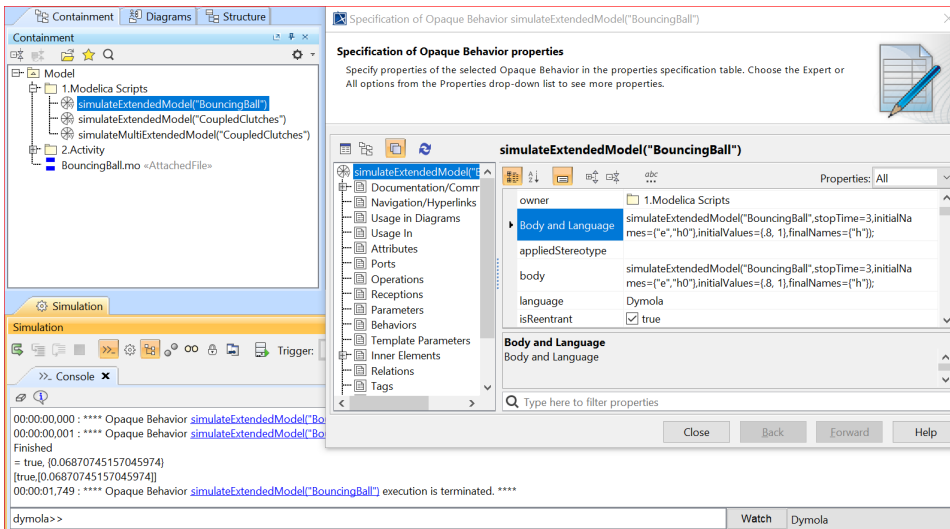 Containment
Diagrams
Structure
Containment
Model
1.Modelica Scripts
simulateExtendedModel("BouncingBall")
simulateExtendedModel("CoupledClutches")
simulateMultiExtendedModel("CoupledClutches")
2.Activity
BouncingBall.mo «AttachedFile»
Simulation
Simulation
Trigger:
Console
00:00:00,000 : **** Opaque Behavior simulateExtendedModel("Bo
00:00:00,001 : **** Opaque Behavior simulateExtendedModel("Bo
Finished
= true, {0.06870745157045974}
[true,[0.06870745157045974]]
00:00:01,749 : **** Opaque Behavior simulateExtendedModel("BouncingBall") execution is terminated. ****
dymola>>
Watch
Dymola
Specification of Opaque Behavior simulateExtendedModel("BouncingBall")
Specification of Opaque Behavior properties
Specify properties of the selected Opaque Behavior in the properties specification table. Choose the Expert or
All options from the Properties drop-down list to see more properties.
simulateExtendedModel("E
Documentation/Comm
Navigation/Hyperlinks
Usage in Diagrams
Usage In
Attributes
Ports
Operations
Receptions
Parameters
Behaviors
Template Parameters
Inner Elements
Relations
Tags
simulateExtendedModel("BouncingBall")
abc
Properties: All
owner
1.Modelica Scripts
Body and Language
simulateExtendedModel("BouncingBall",stopTime=3,initialNa
mes={"e","h0"},initialValues={.8, 1},finalNames={"h"});
appliedStereotype
body
simulateExtendedModel("BouncingBall",stopTime=3,initialNa
mes={"e","h0"},initialValues={.8, 1},finalNames={"h"});
language
Dymola
isReentrant
true
Body and Language
Body and Language
Type here to filter properties
Close
Back
Forward
Help